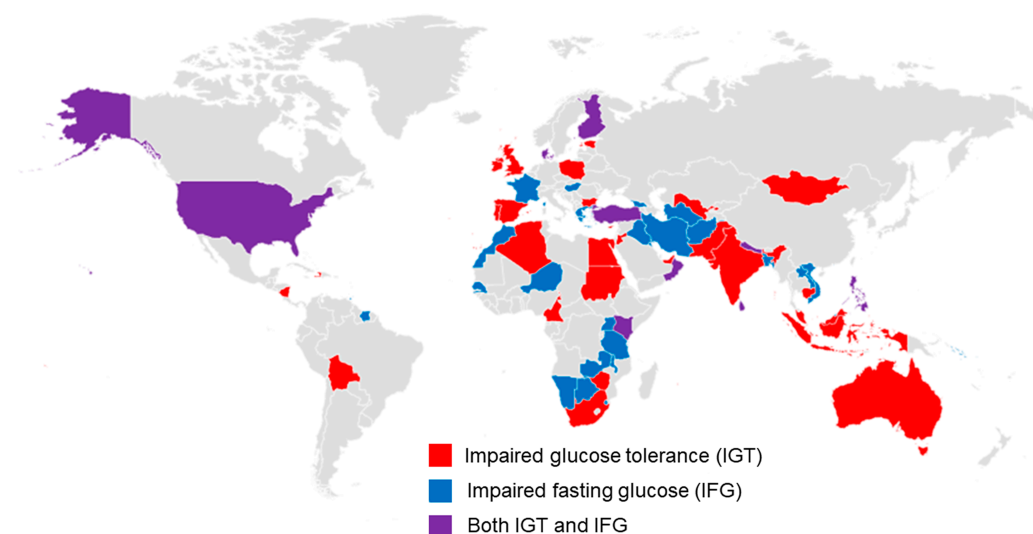 Impaired glucose tolerance (IGT)
Impaired fasting glucose (IFG)
Both IGT and IFG